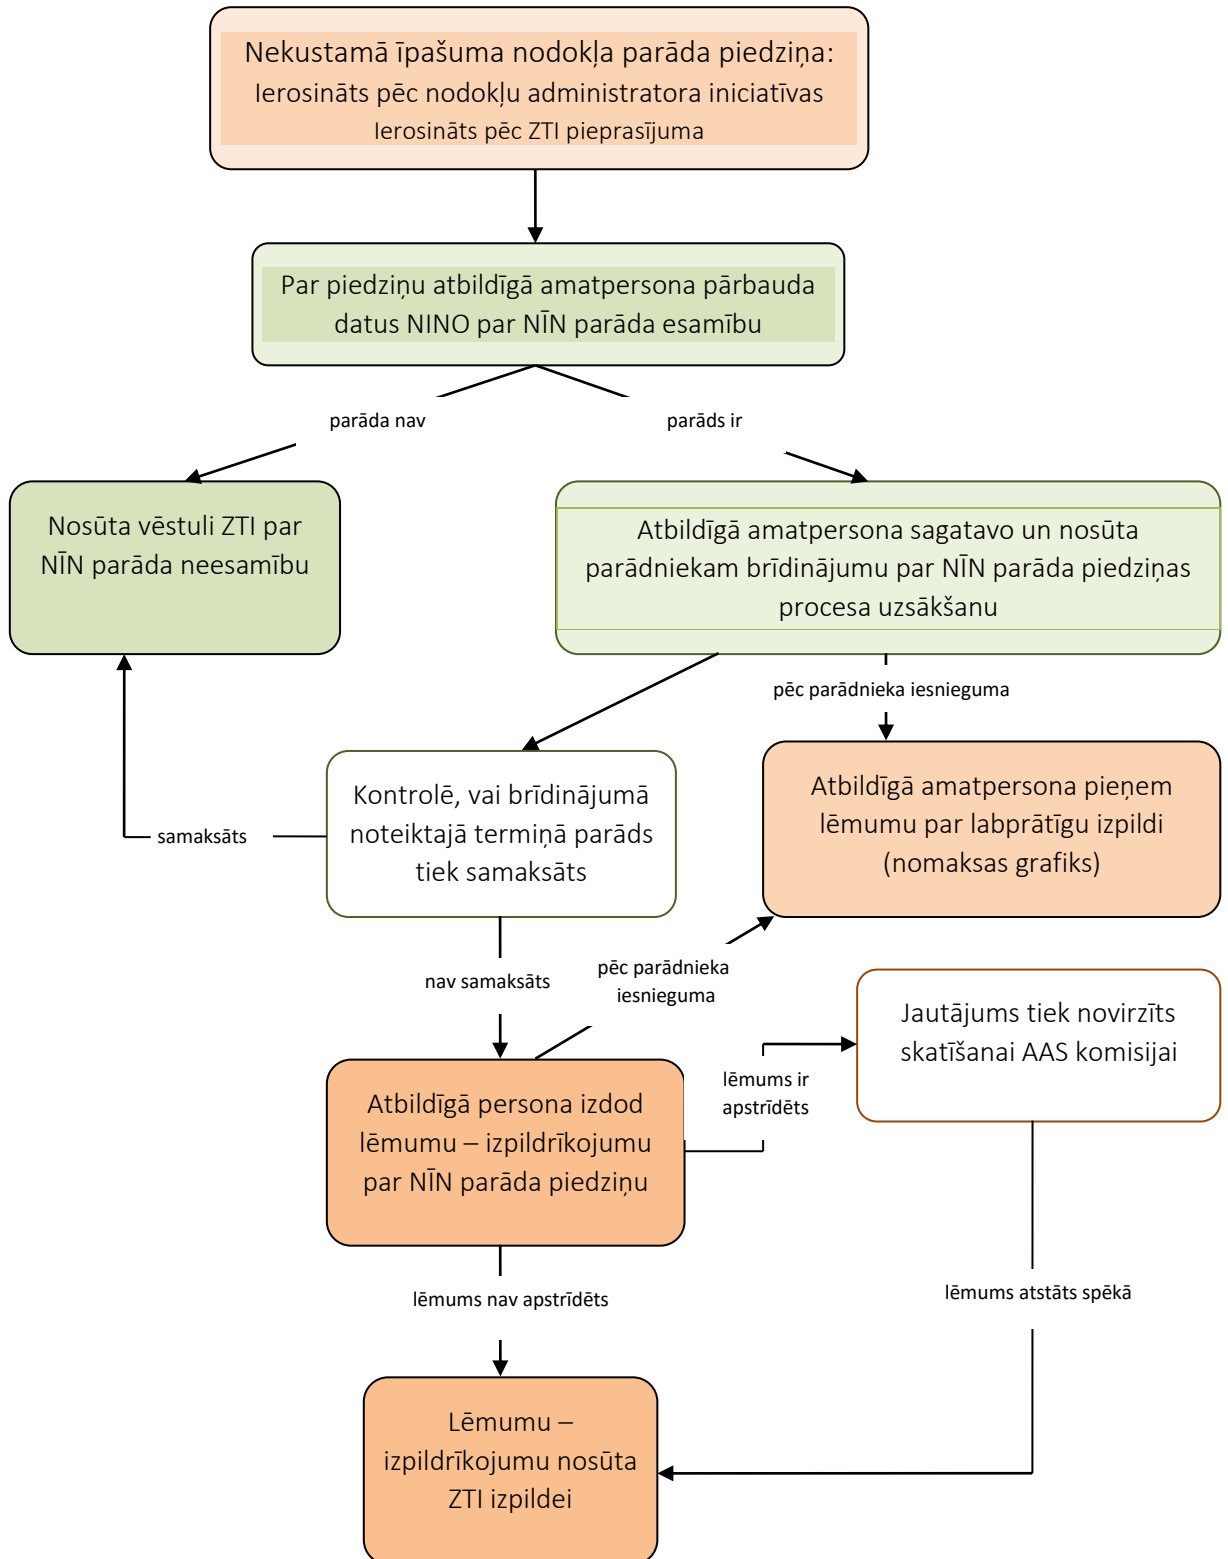 Nekustamā īpašuma nodokļa parāda piedziņa:
Ierosināts pēc nodokļu administratora iniciatīvas
Ierosināts pēc ZTI pieprasījuma
Par piedziņu atbildīgā amatpersona pārbauda
datus NINO par NĪN parāda esamību
parāda nav
parāds ir
Nosūta vēstuli ZTI par
NĪN parāda neesamību
Atbildīgā amatpersona sagatavo un nosūta
parādniekam brīdinājumu par NĪN parāda piedziņas
procesa uzsākšanu
pēc parādnieka iesnieguma
Kontrolē, vai brīdinājumā
noteiktajā termiņā parāds
tiek samaksāts
samaksāts
Atbildīgā amatpersona pieņem
lēmumu par labprātīgu izpildi
(nomaksas grafiks)
nav samaksāts
pēc parādnieka
iesnieguma
Jautājums tiek novirzīts
skatīšanai AAS komisijai
lēmums ir
apstrīdēts
Atbildīgā persona izdod
lēmumu – izpildrīkojumu
par NĪN parāda piedziņu
lēmums nav apstrīdēts
lēmums atstāts spēkā
Lēmumu –
izpildrīkojumu nosūta
ZTI izpildei